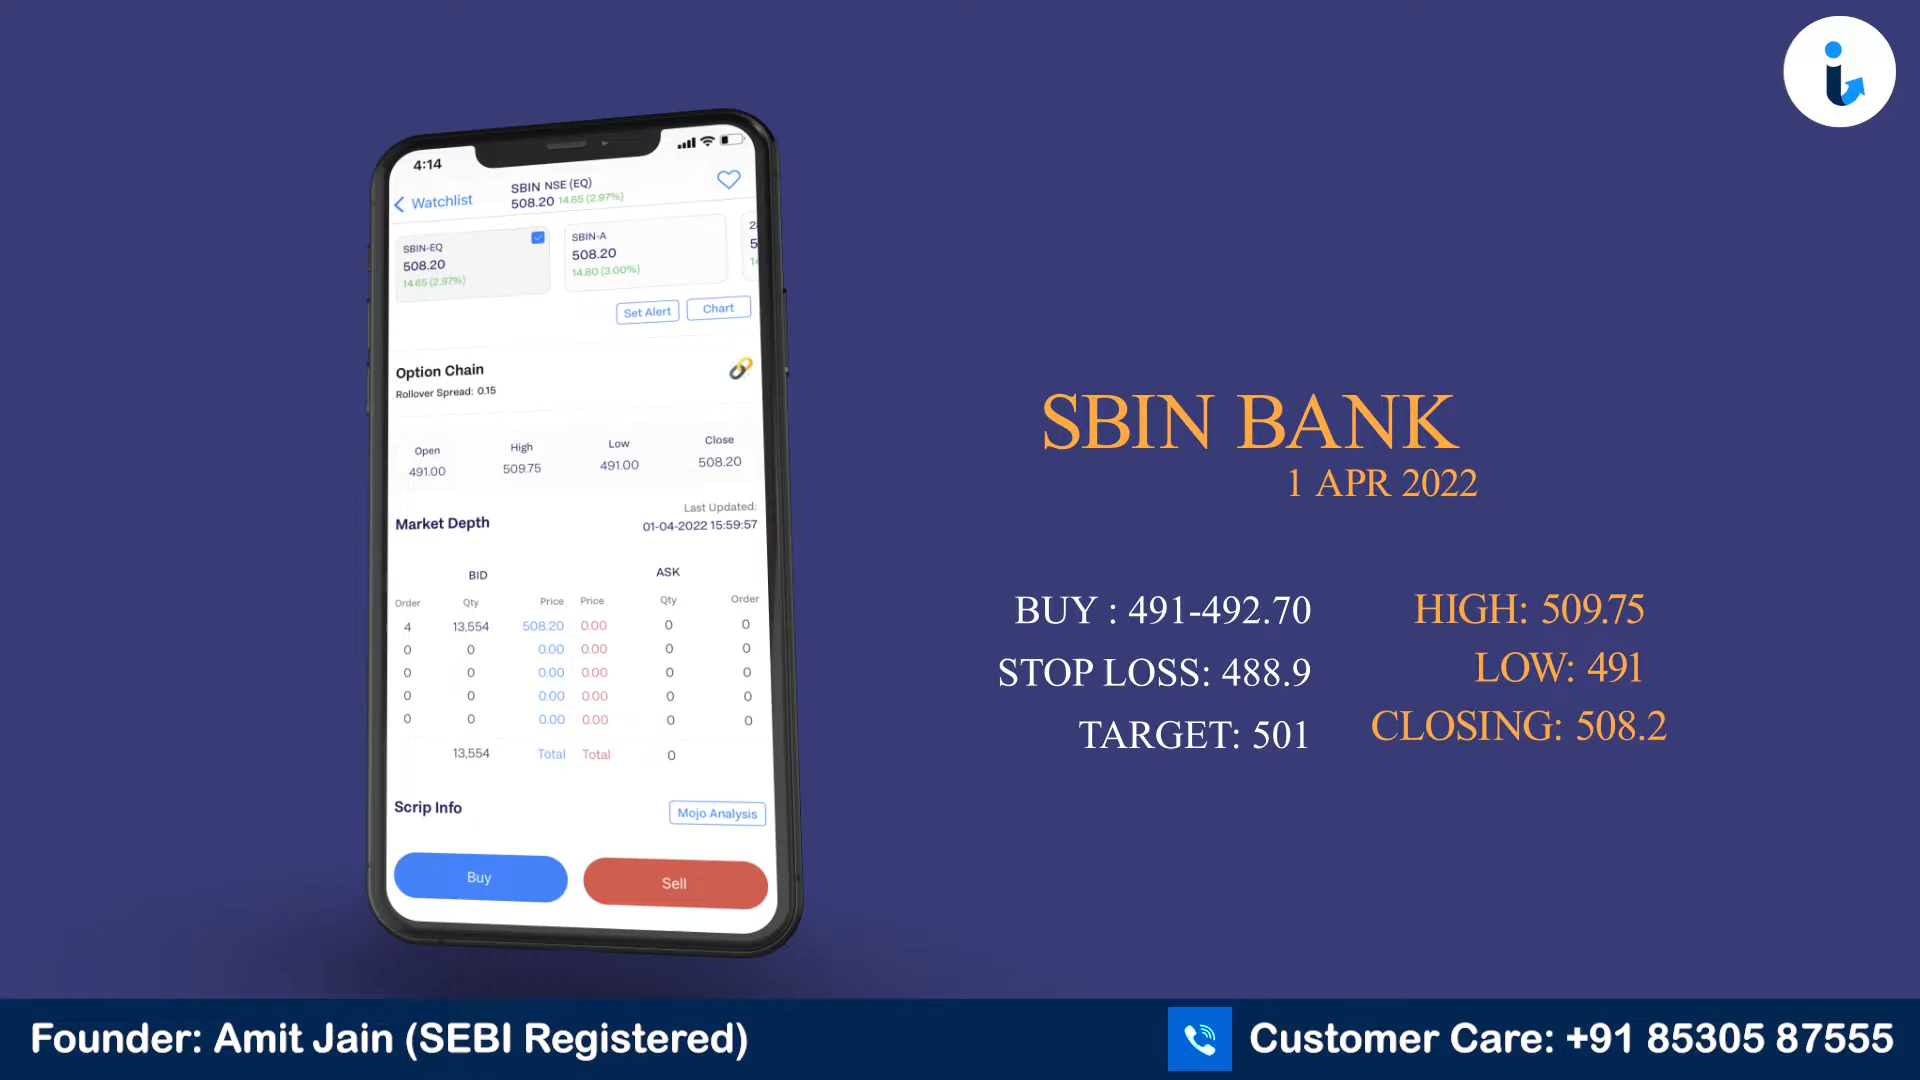 4:14
Watchlist
SBIN NSE (EQ)
508.20 14.65 (2.97%)
SBIN-EQ
508.20
14.65 (2.97%)
SBIN-A
508.20
14.80 (3.00%)
Set Alert
Chart
Option Chain
Rollover Spread: 0.15
Open High Low Close
491.00 509.75 491.00 508.20
Market Depth
Last Updated:
01-04-2022 15:59:57
BID ASK
Order Qty Price Price Qty Order
4 13,554 508.20 0.00 0 0
0 0 0.00 0.00 0 0
0 0 0.00 0.00 0 0
0 0 0.00 0.00 0 0
0 0 0.00 0.00 0 0
13,554 Total Total 0
Scrip Info
Mojo Analysis
Buy
Sell
SBIN BANK
1 APR 2022
BUY : 491-492.70
STOP LOSS: 488.9
TARGET: 501
HIGH: 509.75
LOW: 491
CLOSING: 508.2
Founder: Amit Jain (SEBI Registered)
Customer Care: +91 85305 87555